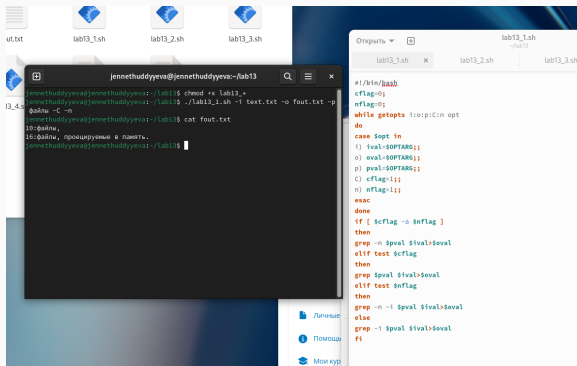 ut.txt
lab13_1.sh
lab13_2.sh
lab13_3.sh
jennethuddyyeva@jennethuddyyeva:~/lab13
jennethuddyyeva@jennethuddyyeva:~/lab13$ chmod +x lab13_*
jennethuddyyeva@jennethuddyyeva:~/lab13$ ./lab13_1.sh -i text.txt -o fout.txt -p
файлы -C -n
jennethuddyyeva@jennethuddyyeva:~/lab13$ cat fout.txt
10:файлы,
16:файлы, проецируемые в память.
jennethuddyyeva@jennethuddyyeva:~/lab13$
13_4.s
Открыть
lab13_1.sh
~/lab13
lab13_1.sh
lab13_2.sh
lab13_3.sh
#!/bin/bash
cflag=0;
nflag=0;
while getopts i:o:p:C:n opt
do
case $opt in
i) ival=$OPTARG;;
o) oval=$OPTARG;;
p) pval=$OPTARG;;
C) cflag=1;;
n) nflag=1;;
esac
done
if [ $cflag -a $nflag ]
then
grep -n $pval $ival>$oval
elif test $cflag
then
grep $pval $ival>$oval
elif test $nflag
then
grep -n -i $pval $ival>$oval
else
grep -i $pval $ival>$oval
fi
Личные
Помощь
Мои кур